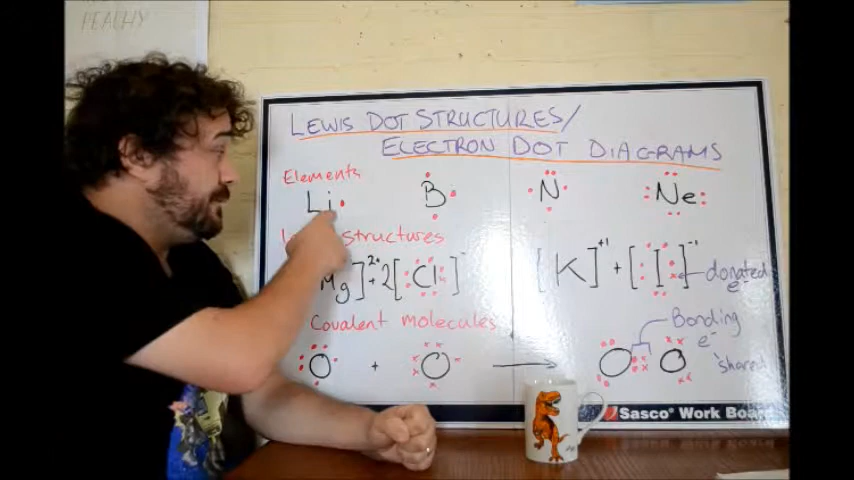 PEACHY
LEWIS DOT STRUCTURES/
ELECTRON DOT DIAGRAMS
Elements
Li B N Ne
structures
Mg]2+ + 2[Cl]- [K]+1 + [I]-1 donated
e-
Covalent molecules Bonding
e-
O + O → O O 'shared
Sasco® Work Board